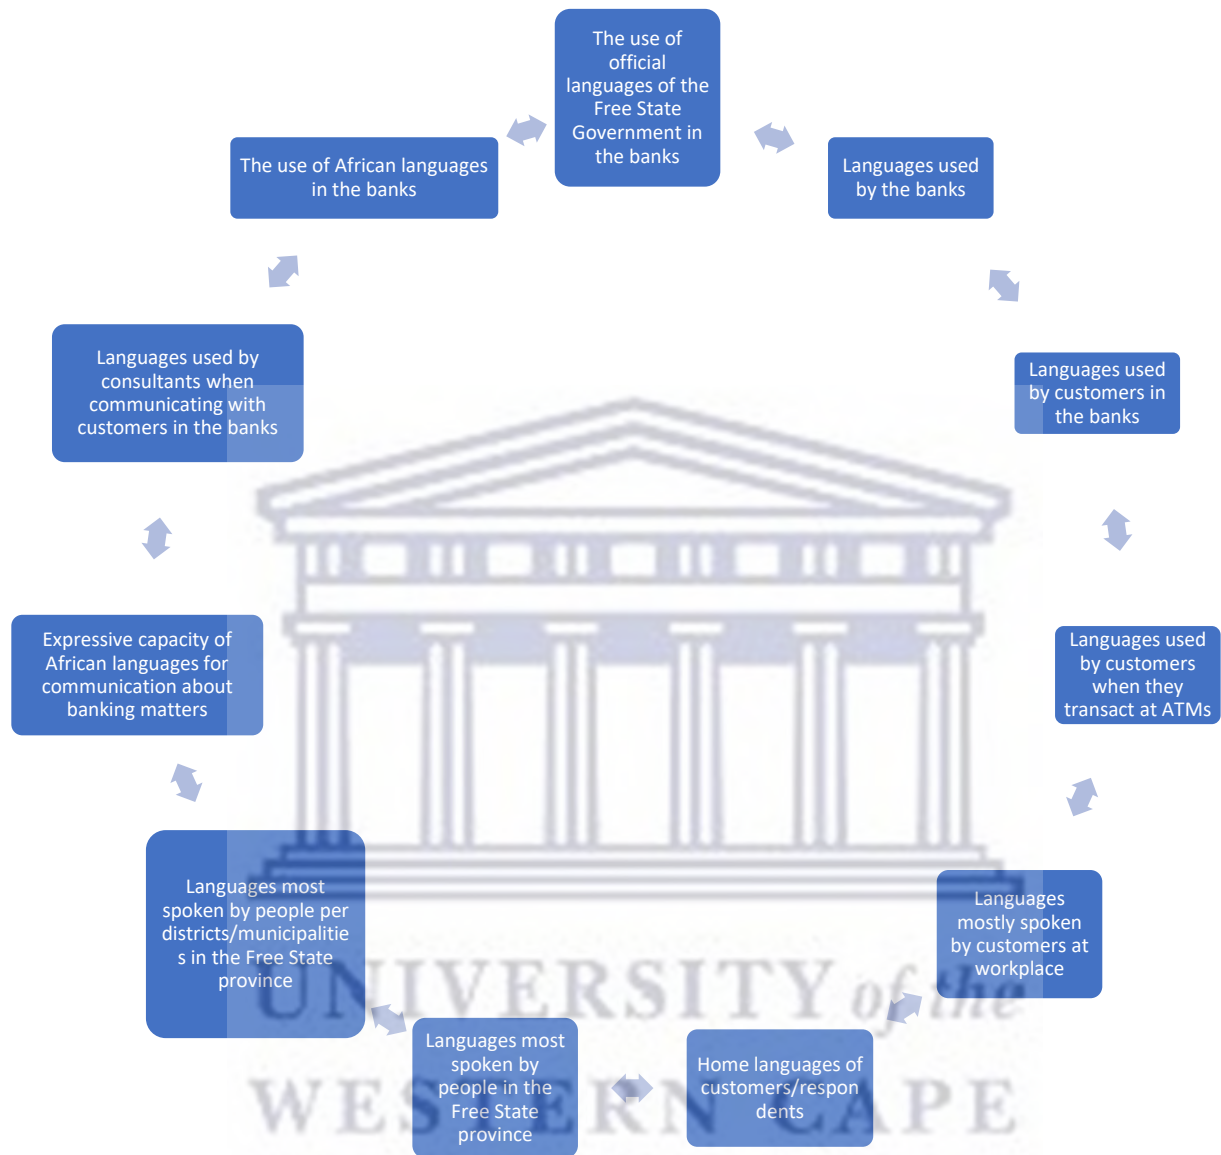 The use of
official
languages of the
Free State
Government in
the banks
Languages used
by the banks
Languages used
by customers in
the banks
Languages used
by customers
when they
transact at ATMs
Languages
mostly spoken
by customers at
workplace
Home languages of
customers/respon
dents
Languages most
spoken by
people in the
Free State
province
Languages most
spoken by people per
districts/municipalitie
s in the Free State
province
Expressive capacity of
African languages for
communication about
banking matters
Languages used by
consultants when
communicating with
customers in the banks
The use of African languages
in the banks
UNIVERSITY of the
WESTERN CAPE